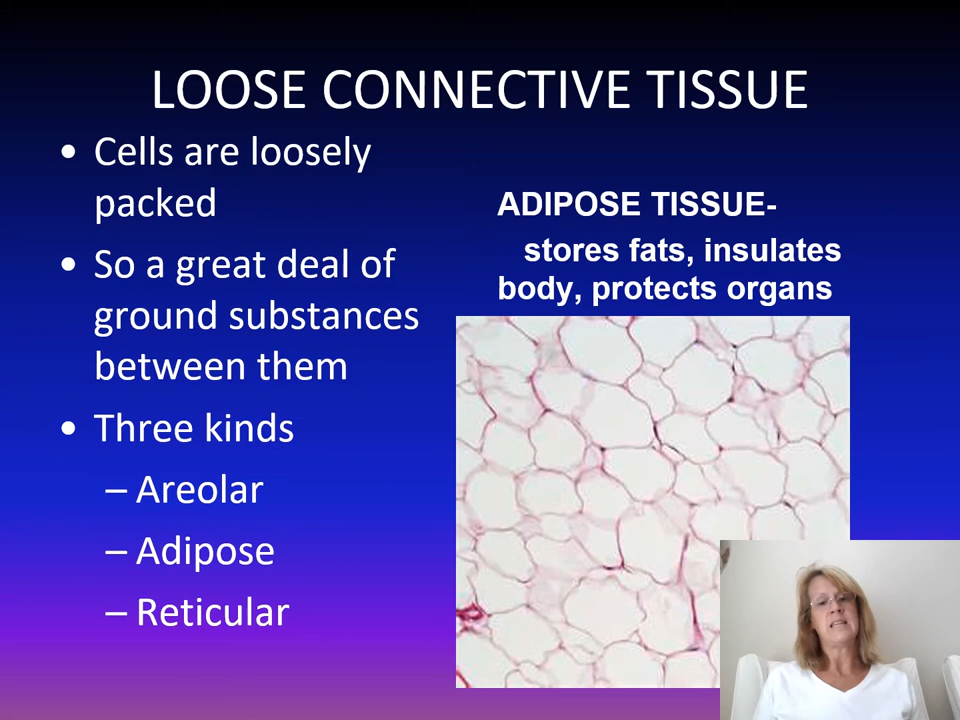 LOOSE CONNECTIVE TISSUE
• Cells are loosely
packed
• So a great deal of
ground substances
between them
• Three kinds
– Areolar
– Adipose
– Reticular
ADIPOSE TISSUE-
stores fats, insulates
body, protects organs